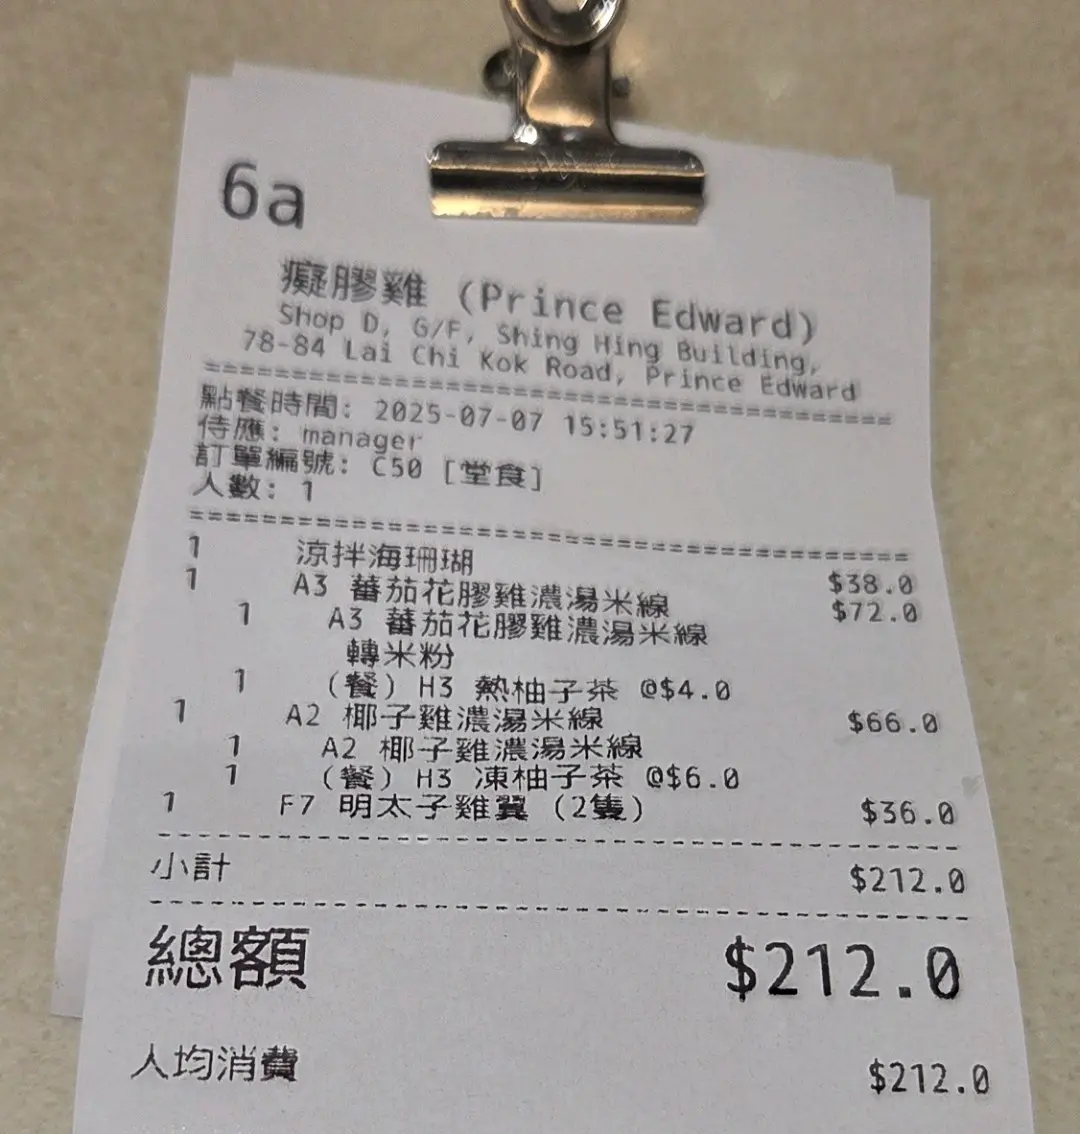 6a
癡膠雞 (Prince Edward)
Shop D, G/F, Shing Hing Building,
78-84 Lai Chi Kok Road, Prince Edward
==================================================
點餐時間: 2025-07-07 15:51:27
侍應: manager
訂單編號: C50 [堂食]
人數: 1
==================================================
1 涼拌海珊瑚 $38.0
1 A3 蕃茄花膠雞濃湯米線 $72.0
1 A3 蕃茄花膠雞濃湯米線
轉米粉
1 (餐) H3 熱柚子茶 @$4.0
1 A2 椰子雞濃湯米線 $66.0
1 A2 椰子雞濃湯米線
1 (餐) H3 凍柚子茶 @$6.0
1 F7 明太子雞翼 (2隻) $36.0
--------------------------------------------------
小計 $212.0
--------------------------------------------------
總額 $212.0
人均消費 $212.0